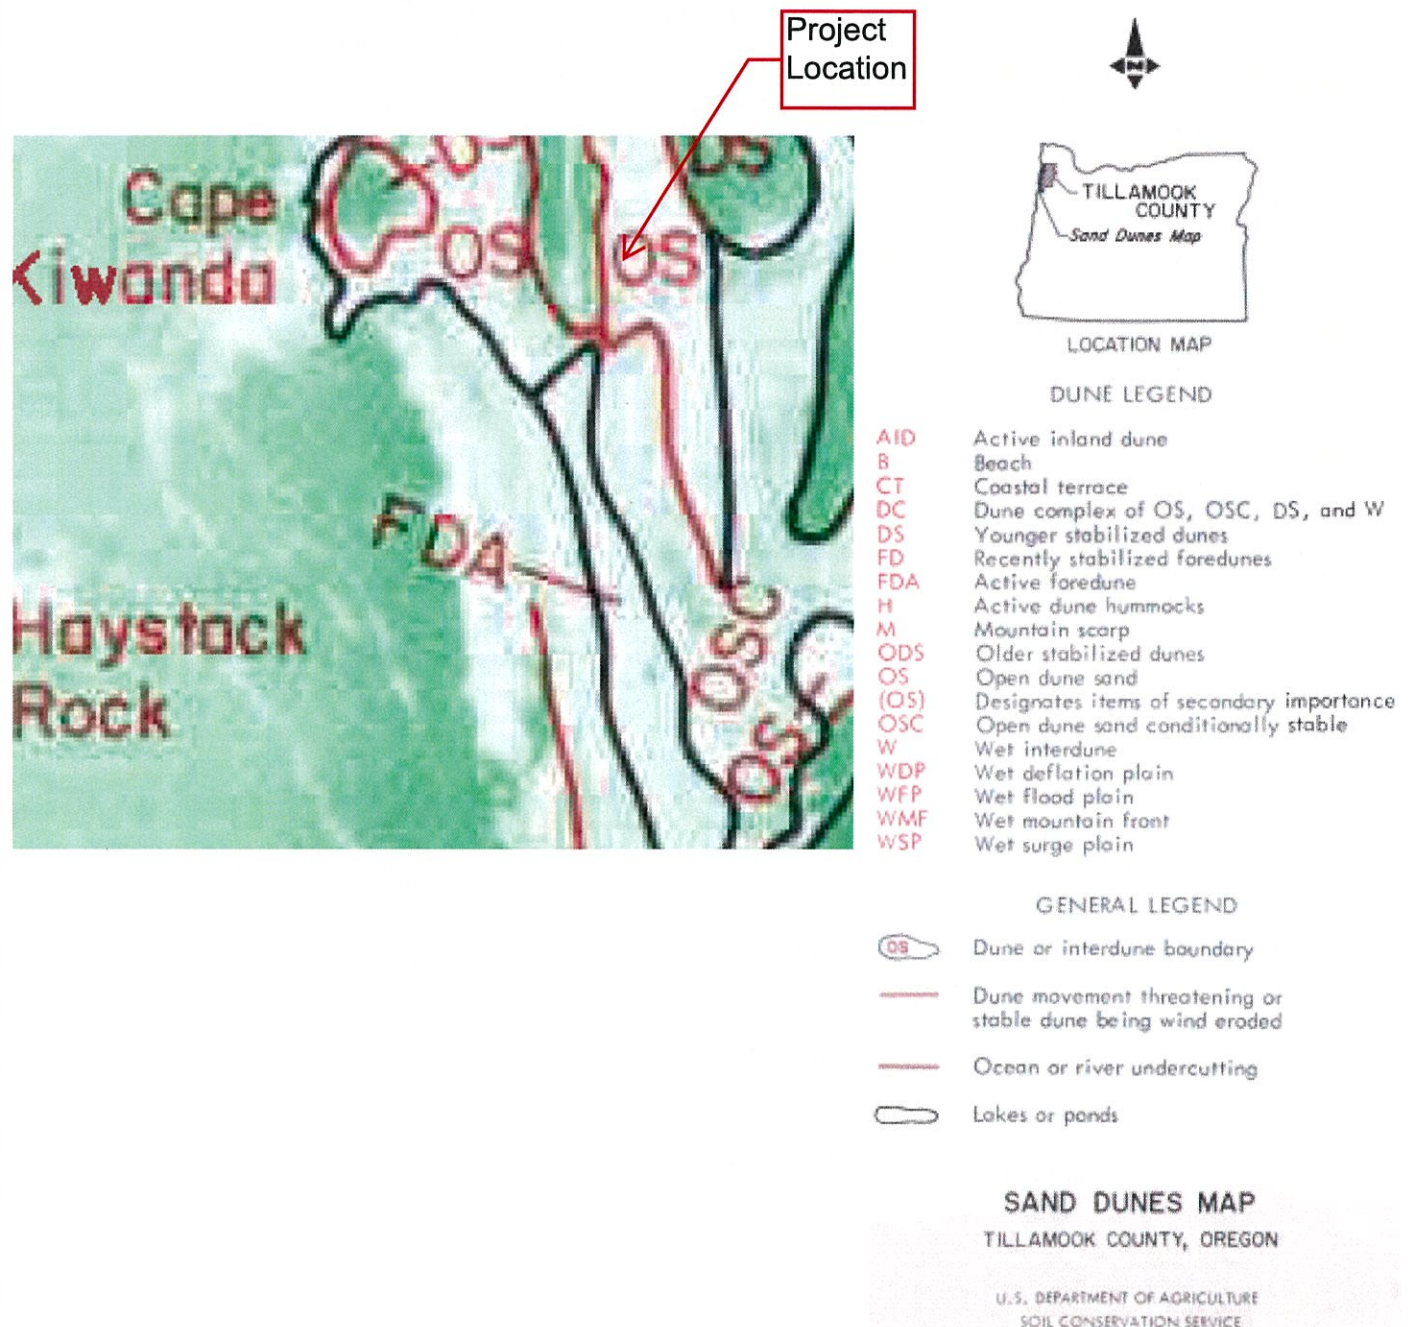 Project
Location
Cape
Kiwanda
OS
OS
DS
FDA
Haystack
Rock
OSC
OS
N
TILLAMOOK
COUNTY
Sand Dunes Map
LOCATION MAP
DUNE LEGEND
AID Active inland dune
B Beach
CT Coastal terrace
DC Dune complex of OS, OSC, DS, and W
DS Younger stabilized dunes
FD Recently stabilized foredunes
FDA Active foredune
H Active dune hummocks
M Mountain scarp
ODS Older stabilized dunes
OS Open dune sand
(OS) Designates items of secondary importance
OSC Open dune sand conditionally stable
W Wet interdune
WDP Wet deflation plain
WFP Wet flood plain
WMF Wet mountain front
WSP Wet surge plain
GENERAL LEGEND
OS Dune or interdune boundary
Dune movement threatening or
stable dune being wind eroded
Ocean or river undercutting
Lakes or ponds
SAND DUNES MAP
TILLAMOOK COUNTY, OREGON
U.S. DEPARTMENT OF AGRICULTURE
SOIL CONSERVATION SERVICE